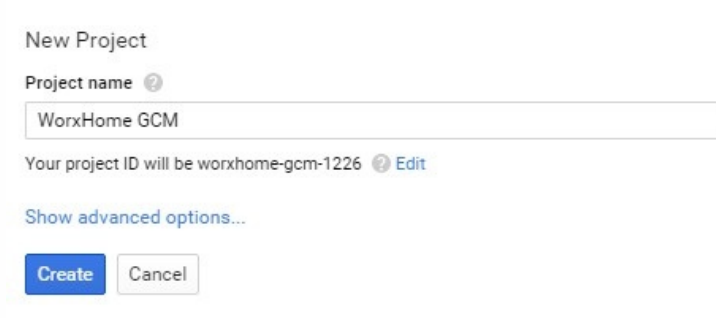 New Project
Project name ?
WorxHome GCM
Your project ID will be worxhome-gcm-1226 ? Edit
Show advanced options...
Create Cancel